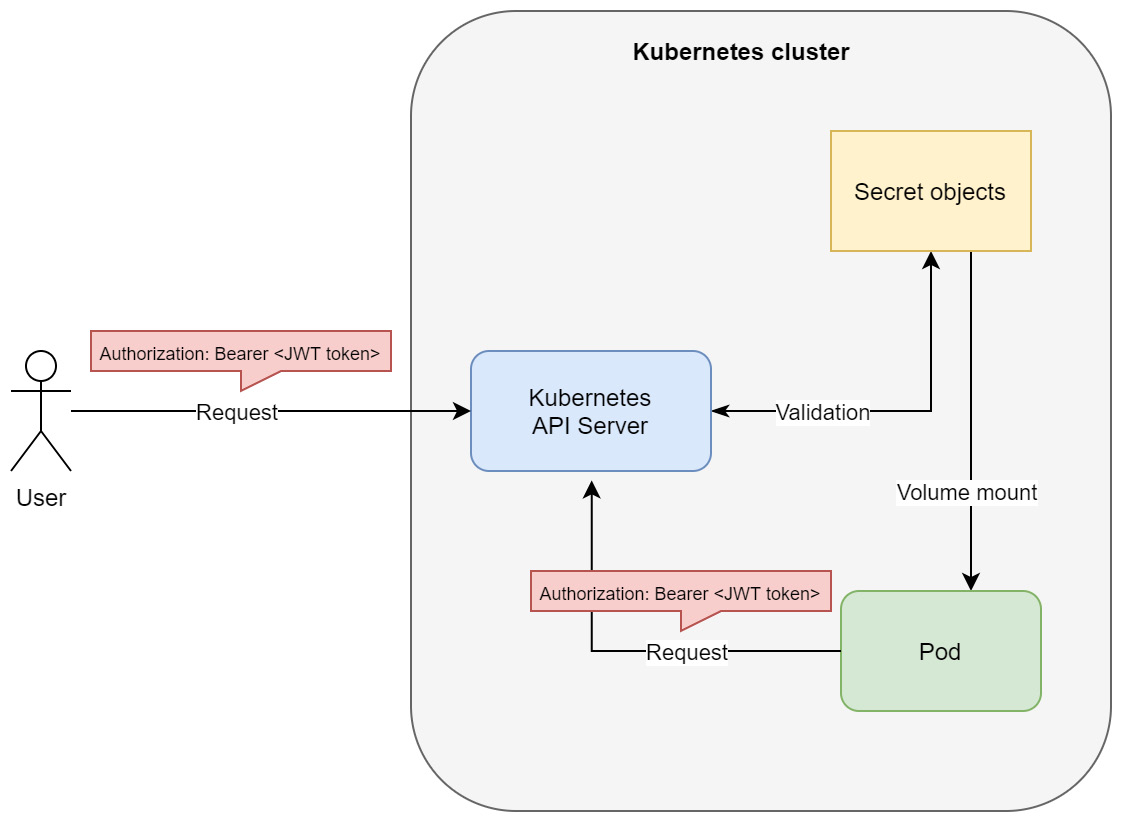 Kubernetes cluster
Secret objects
Authorization: Bearer <JWT token>
Request
User
Kubernetes
API Server
Validation
Volume mount
Authorization: Bearer <JWT token>
Request
Pod